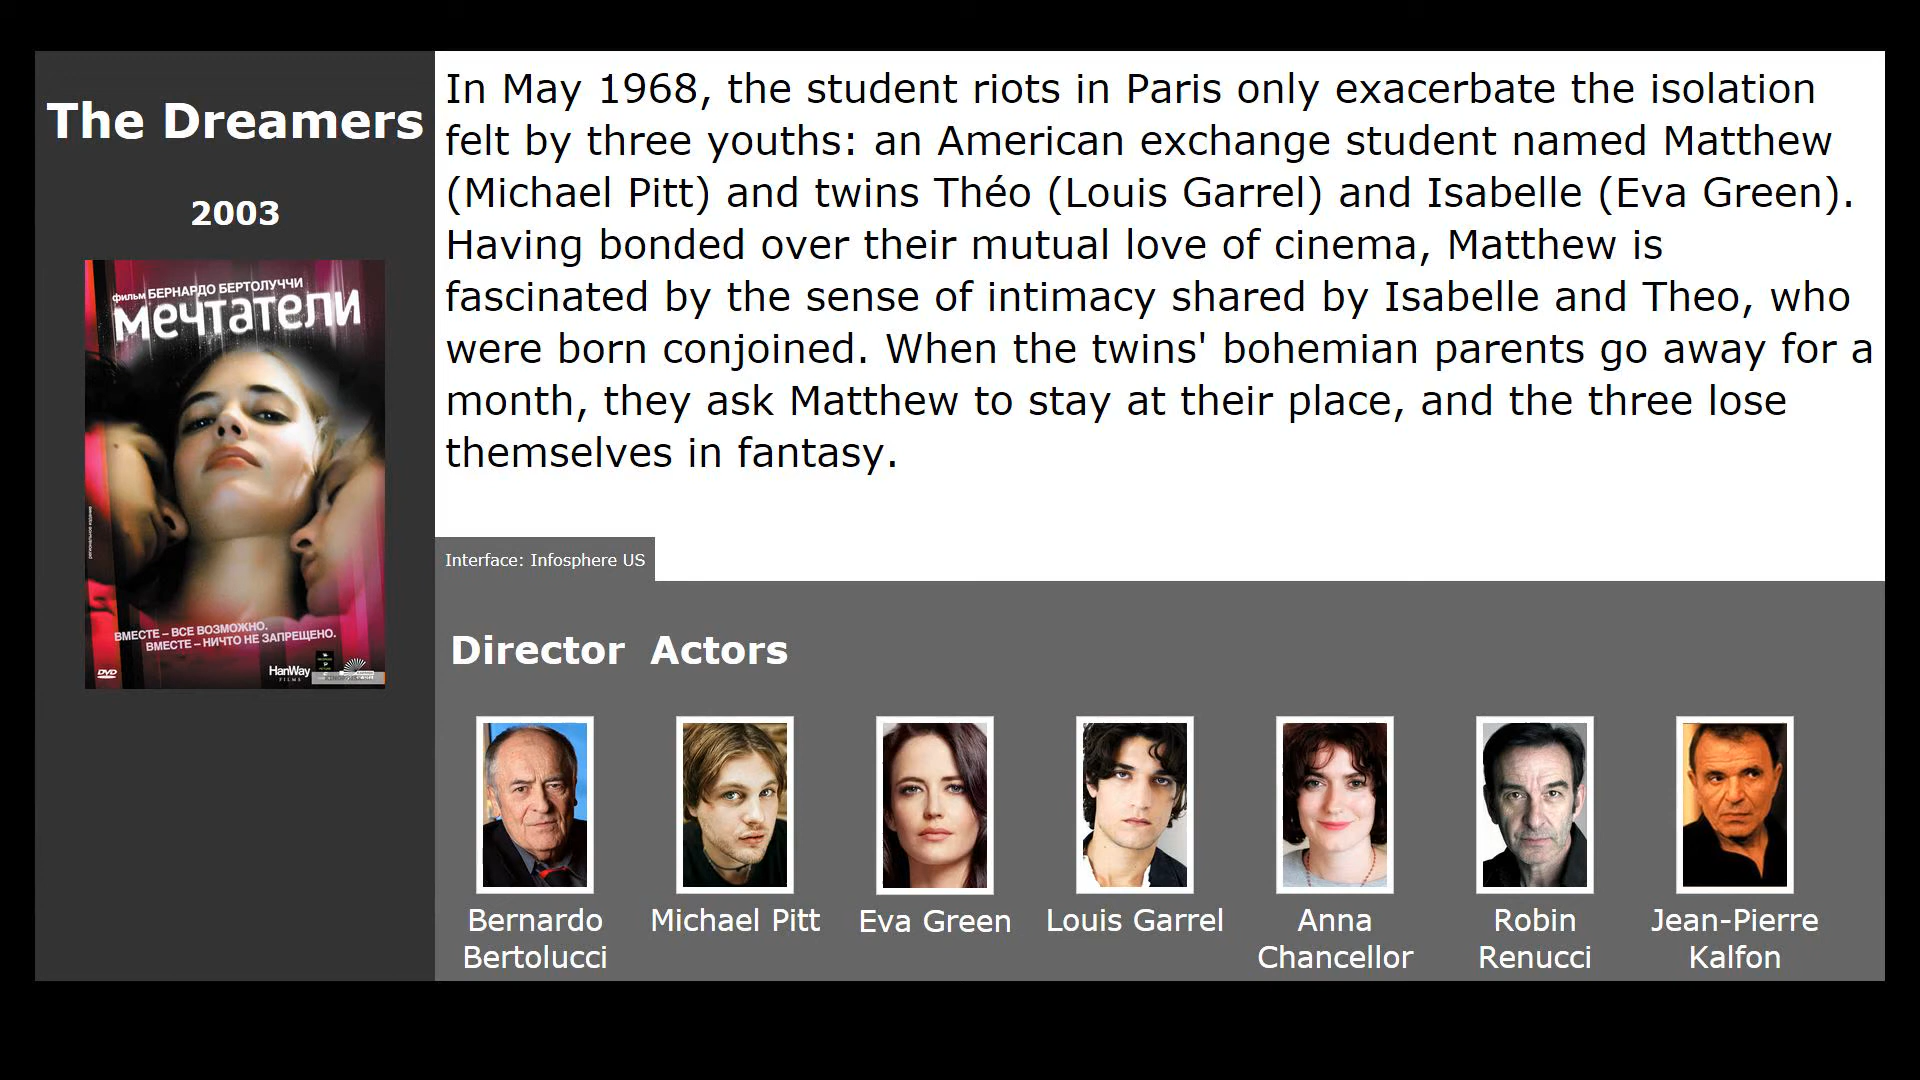 The Dreamers
2003
фильм БЕРНАРДО БЕРТОЛУЧЧИ
мечтатели
ВМЕСТЕ – ВСЕ ВОЗМОЖНО.
ВМЕСТЕ – НИЧТО НЕ ЗАПРЕЩЕНО.
DVD
HanWay
FILMS
In May 1968, the student riots in Paris only exacerbate the isolation
felt by three youths: an American exchange student named Matthew
(Michael Pitt) and twins Théo (Louis Garrel) and Isabelle (Eva Green).
Having bonded over their mutual love of cinema, Matthew is
fascinated by the sense of intimacy shared by Isabelle and Theo, who
were born conjoined. When the twins' bohemian parents go away for a
month, they ask Matthew to stay at their place, and the three lose
themselves in fantasy.
Interface: Infosphere US
Director Actors
Bernardo
Bertolucci
Michael Pitt
Eva Green
Louis Garrel
Anna
Chancellor
Robin
Renucci
Jean-Pierre
Kalfon